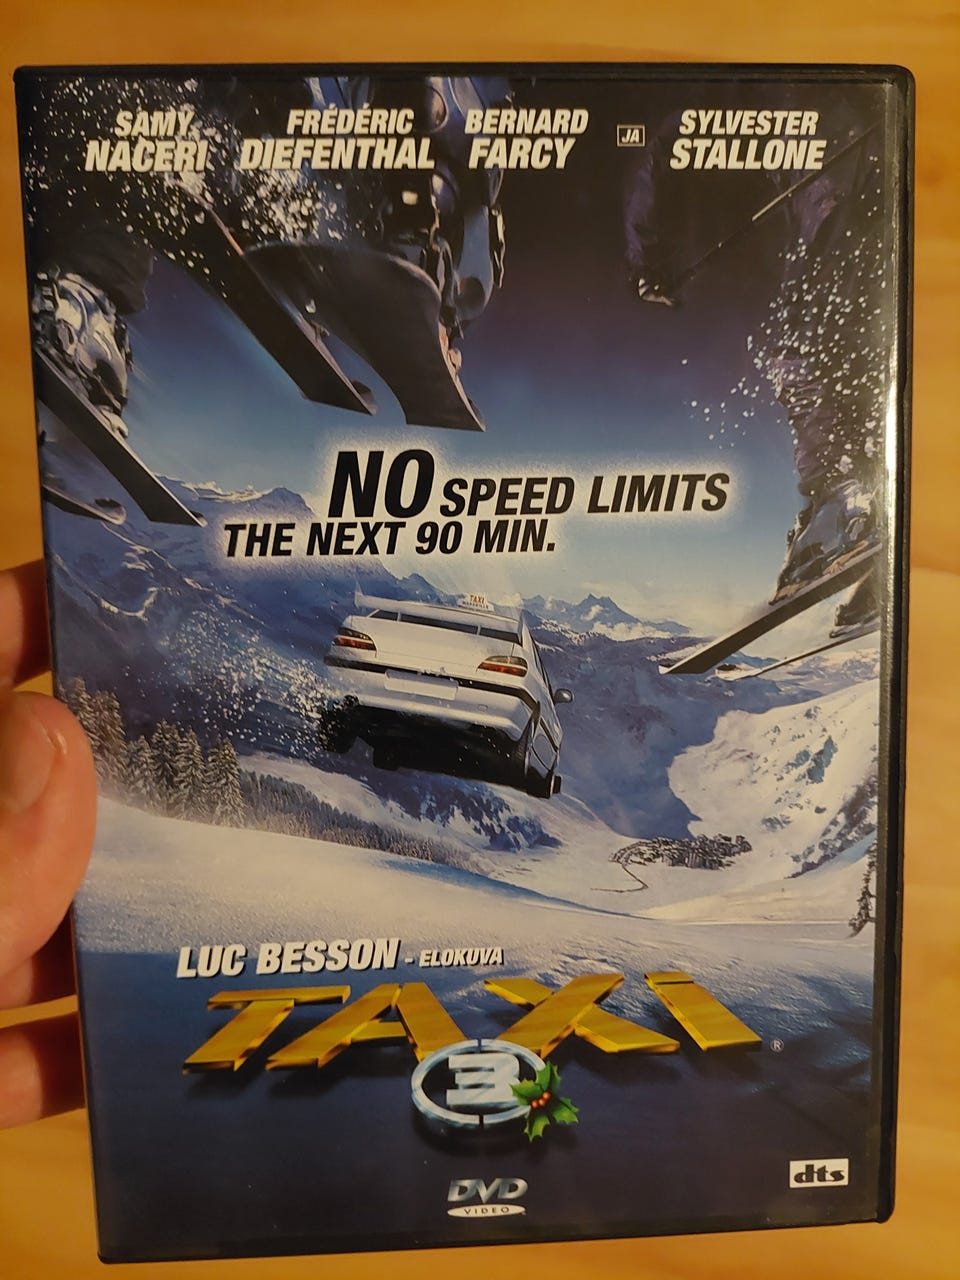 SAMY NACERI
FRÉDÉRIC DIEFENTHAL
BERNARD FARCY
JA
SYLVESTER STALLONE
NO SPEED LIMITS
THE NEXT 90 MIN.
TAXI
MARSEILLE
LUC BESSON - ELOKUVA
TAXI ®
3
dts
DVD
VIDEO